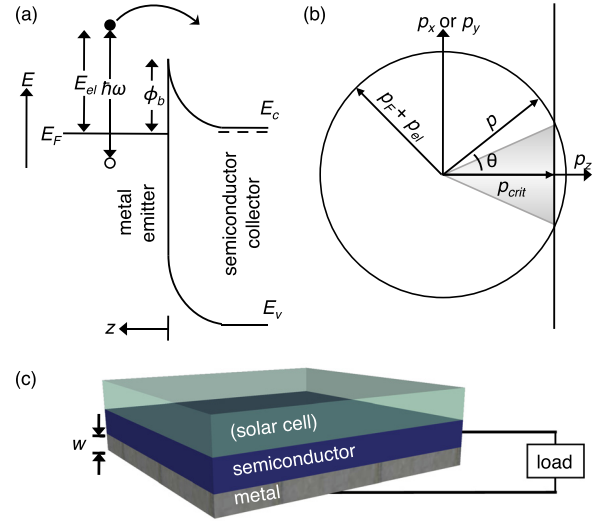 (a)
E
E_el
ħω
ϕ_b
E_F
E_c
metal
emitter
semiconductor
collector
E_v
z
(b)
p_x or p_y
p_F + p_el
p
θ
p_z
p_crit
(c)
w
(solar cell)
semiconductor
metal
load